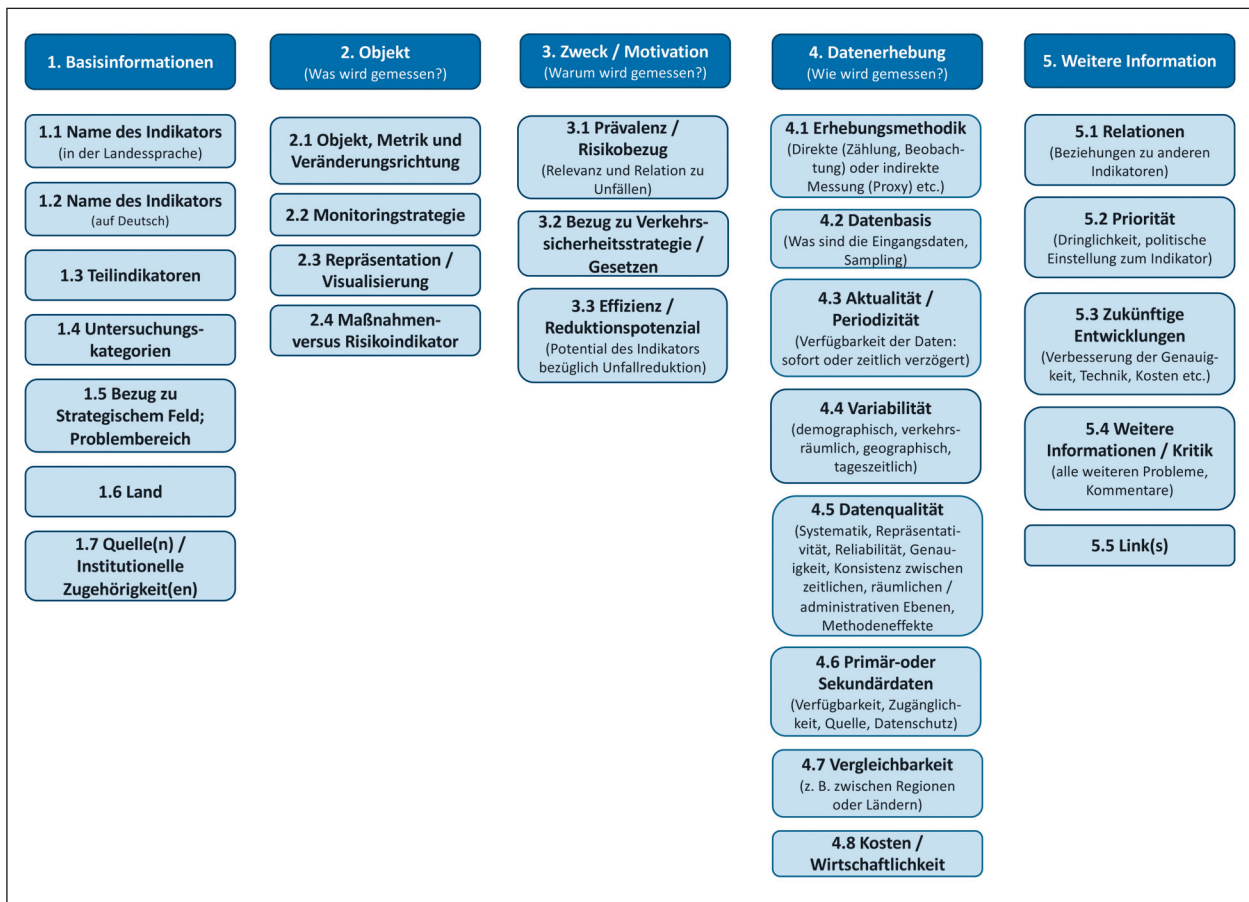 1. Basisinformationen
1.1 Name des Indikators
(in der Landessprache)
1.2 Name des Indikators
(auf Deutsch)
1.3 Teilindikatoren
1.4 Untersuchungs-
kategorien
1.5 Bezug zu
Strategischem Feld;
Problembereich
1.6 Land
1.7 Quelle(n) /
Institutionelle
Zugehörigkeit(en)
2. Objekt
(Was wird gemessen?)
2.1 Objekt, Metrik und
Veränderungsrichtung
2.2 Monitoringstrategie
2.3 Repräsentation /
Visualisierung
2.4 Maßnahmen-
versus Risikoindikator
3. Zweck / Motivation
(Warum wird gemessen?)
3.1 Prävalenz /
Risikobezug
(Relevanz und Relation zu
Unfällen)
3.2 Bezug zu Verkehrs-
sicherheitsstrategie /
Gesetzen
3.3 Effizienz /
Reduktionspotenzial
(Potential des Indikators
bezüglich Unfallreduktion)
4. Datenerhebung
(Wie wird gemessen?)
4.1 Erhebungsmethodik
(Direkte (Zählung, Beobach-
tung) oder indirekte
Messung (Proxy) etc.)
4.2 Datenbasis
(Was sind die Eingangsdaten,
Sampling)
4.3 Aktualität /
Periodizität
(Verfügbarkeit der Daten:
sofort oder zeitlich verzögert)
4.4 Variabilität
(demographisch, verkehrs-
räumlich, geographisch,
tageszeitlich)
4.5 Datenqualität
(Systematik, Repräsentati-
vität, Reliabilität, Genau-
igkeit, Konsistenz zwischen
zeitlichen, räumlichen /
administrativen Ebenen,
Methodeneffekte
4.6 Primär-oder
Sekundärdaten
(Verfügbarkeit, Zugänglich-
keit, Quelle, Datenschutz)
4.7 Vergleichbarkeit
(z. B. zwischen Regionen
oder Ländern)
4.8 Kosten /
Wirtschaftlichkeit
5. Weitere Information
5.1 Relationen
(Beziehungen zu anderen
Indikatoren)
5.2 Priorität
(Dringlichkeit, politische
Einstellung zum Indikator)
5.3 Zukünftige
Entwicklungen
(Verbesserung der Genauig-
keit, Technik, Kosten etc.)
5.4 Weitere
Informationen / Kritik
(alle weiteren Probleme,
Kommentare)
5.5 Link(s)